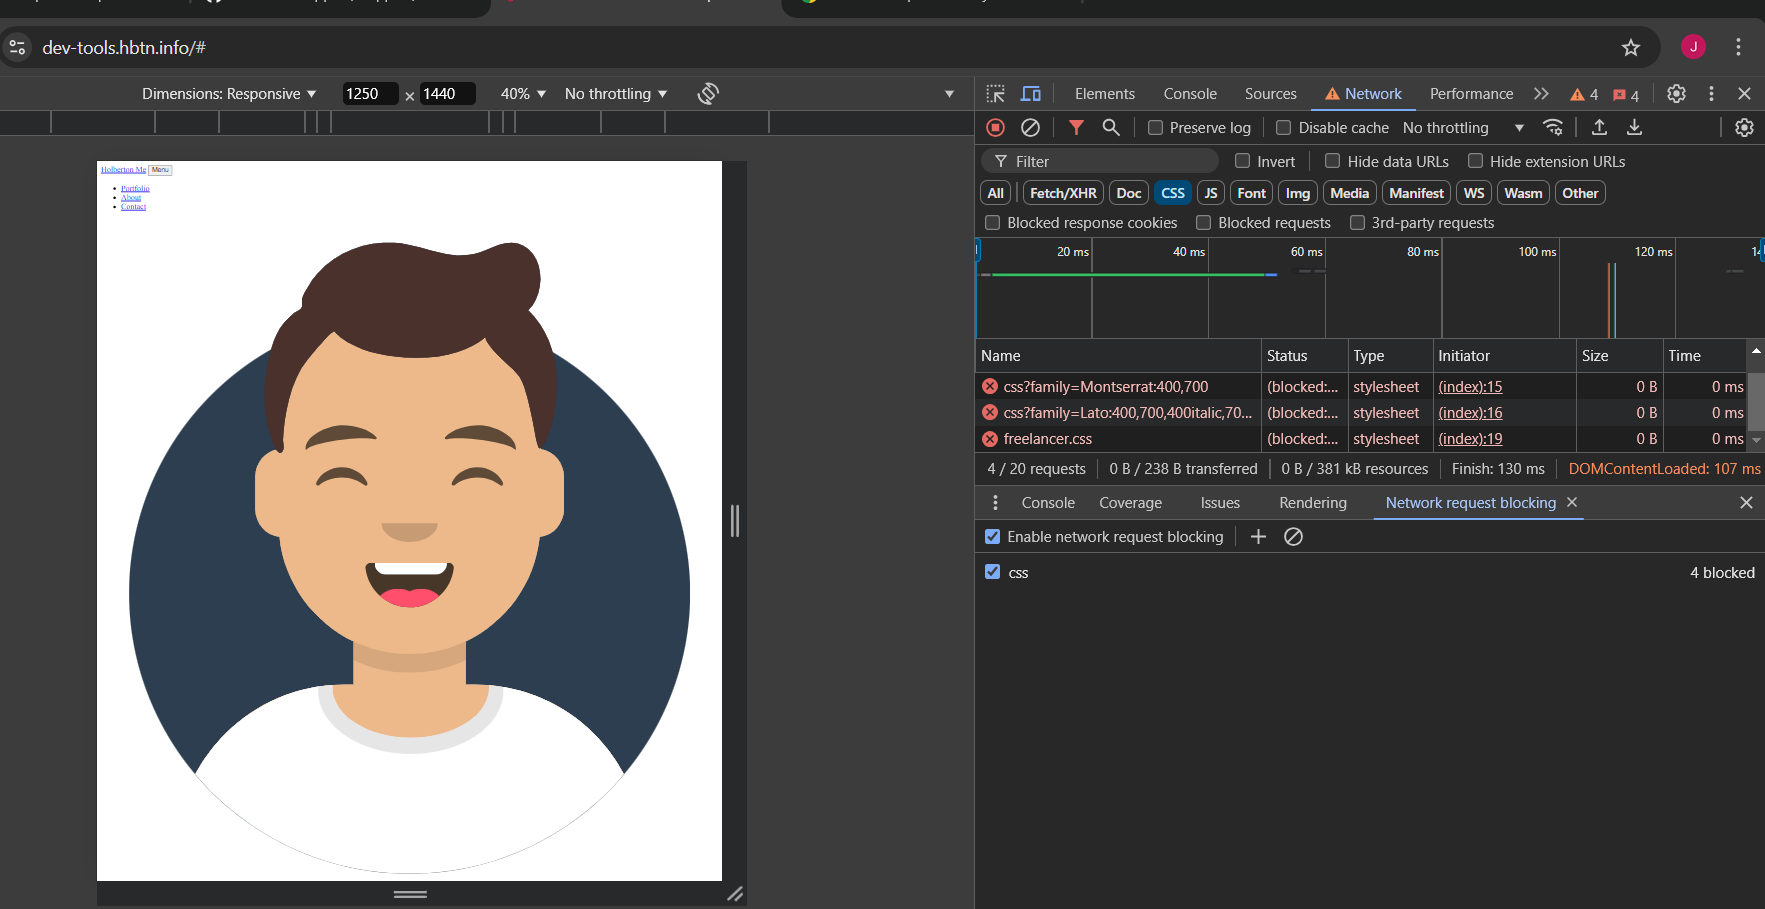 dev-tools.hbtn.info/#
J
Dimensions: Responsive 1250 × 1440 40% No throttling
Elements Console Sources Network Performance 4 4
Preserve log Disable cache No throttling
Filter Invert Hide data URLs Hide extension URLs
All Fetch/XHR Doc CSS JS Font Img Media Manifest WS Wasm Other
Blocked response cookies Blocked requests 3rd-party requests
20 ms 40 ms 60 ms 80 ms 100 ms 120 ms
Name Status Type Initiator Size Time
css?family=Montserrat:400,700 (blocked:... stylesheet (index):15 0 B 0 ms
css?family=Lato:400,700,400italic,70... (blocked:... stylesheet (index):16 0 B 0 ms
freelancer.css (blocked:... stylesheet (index):19 0 B 0 ms
4 / 20 requests 0 B / 238 B transferred 0 B / 381 kB resources Finish: 130 ms DOMContentLoaded: 107 ms
Console Coverage Issues Rendering Network request blocking
Enable network request blocking
css 4 blocked
Holberton Me Menu
Portfolio
About
Contact